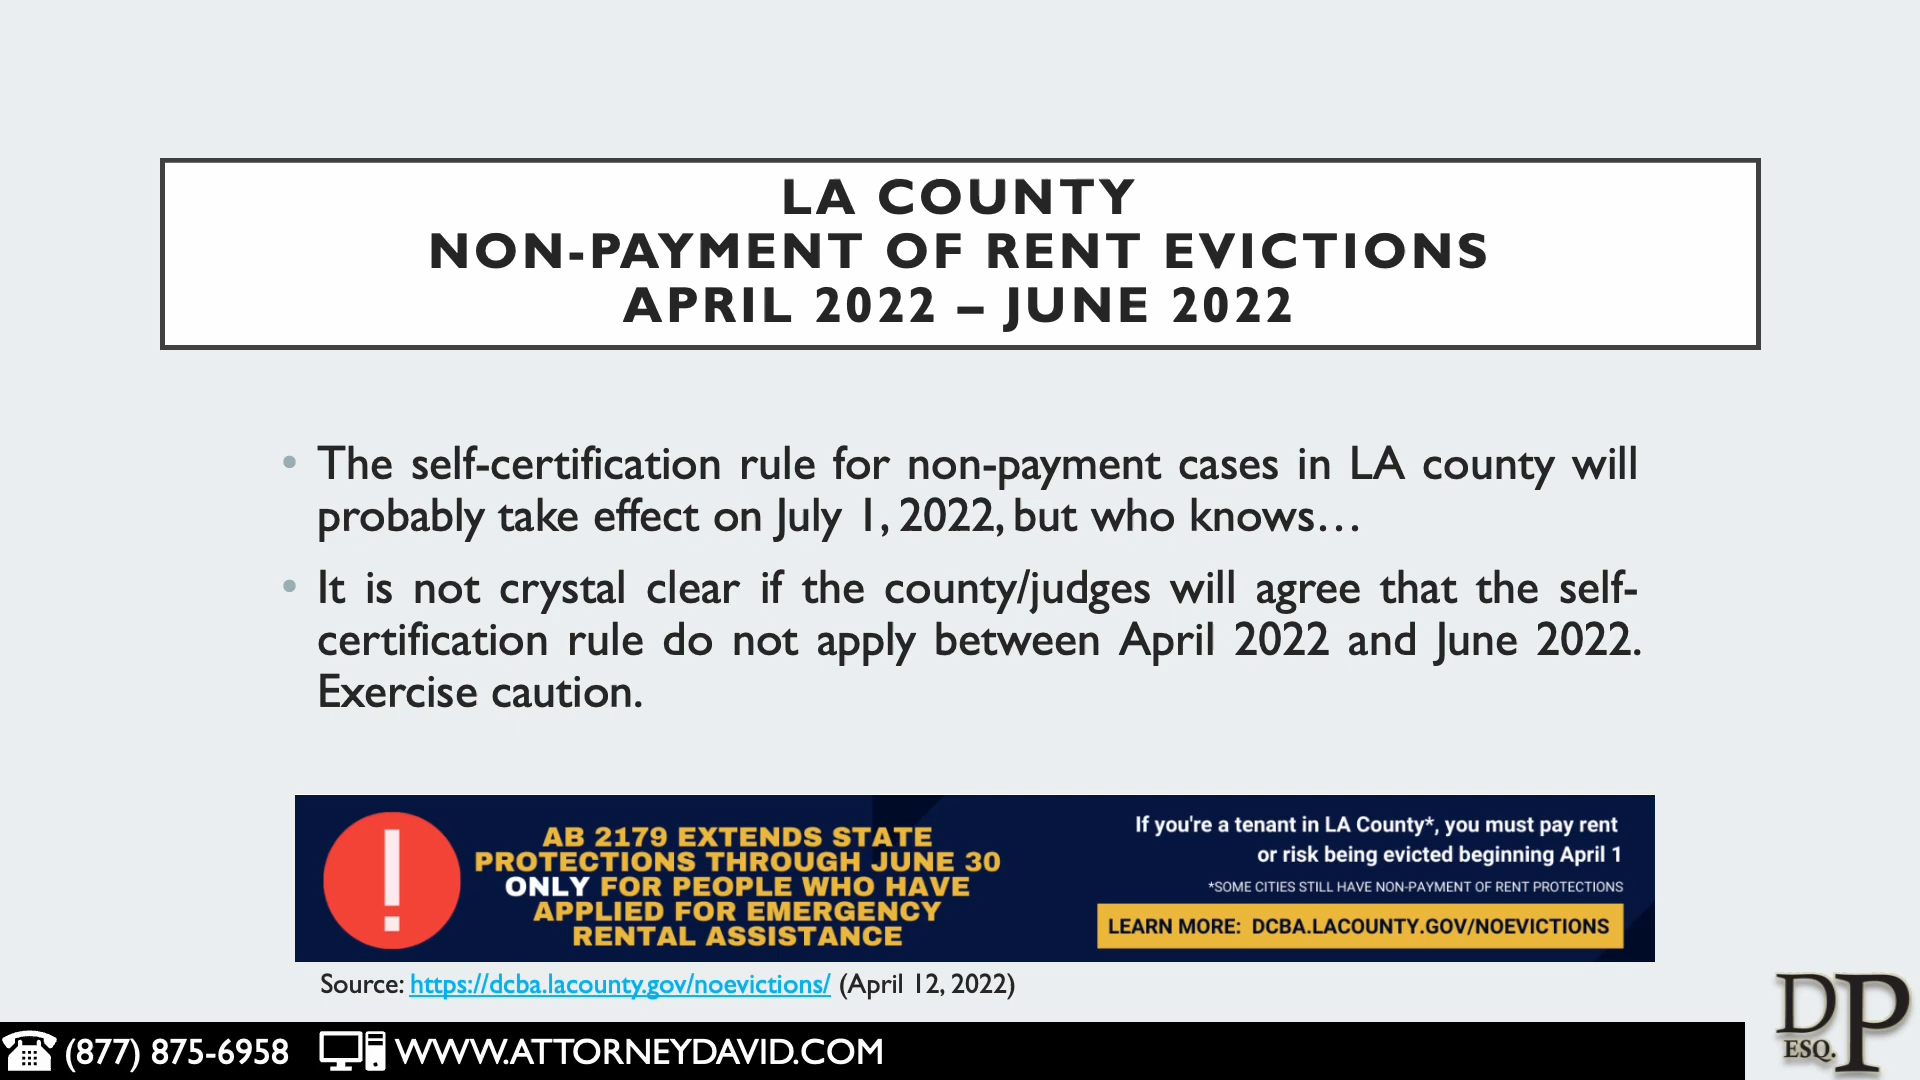 LA COUNTY
NON-PAYMENT OF RENT EVICTIONS
APRIL 2022 – JUNE 2022
• The self-certification rule for non-payment cases in LA county will
probably take effect on July 1, 2022, but who knows…
• It is not crystal clear if the county/judges will agree that the self-
certification rule do not apply between April 2022 and June 2022.
Exercise caution.
AB 2179 EXTENDS STATE
PROTECTIONS THROUGH JUNE 30
ONLY FOR PEOPLE WHO HAVE
APPLIED FOR EMERGENCY
RENTAL ASSISTANCE
If you're a tenant in LA County*, you must pay rent
or risk being evicted beginning April 1
*SOME CITIES STILL HAVE NON-PAYMENT OF RENT PROTECTIONS
LEARN MORE: DCBA.LACOUNTY.GOV/NOEVICTIONS
Source: https://dcba.lacounty.gov/noevictions/ (April 12, 2022)
(877) 875-6958 WWW.ATTORNEYDAVID.COM
DP
ESQ.